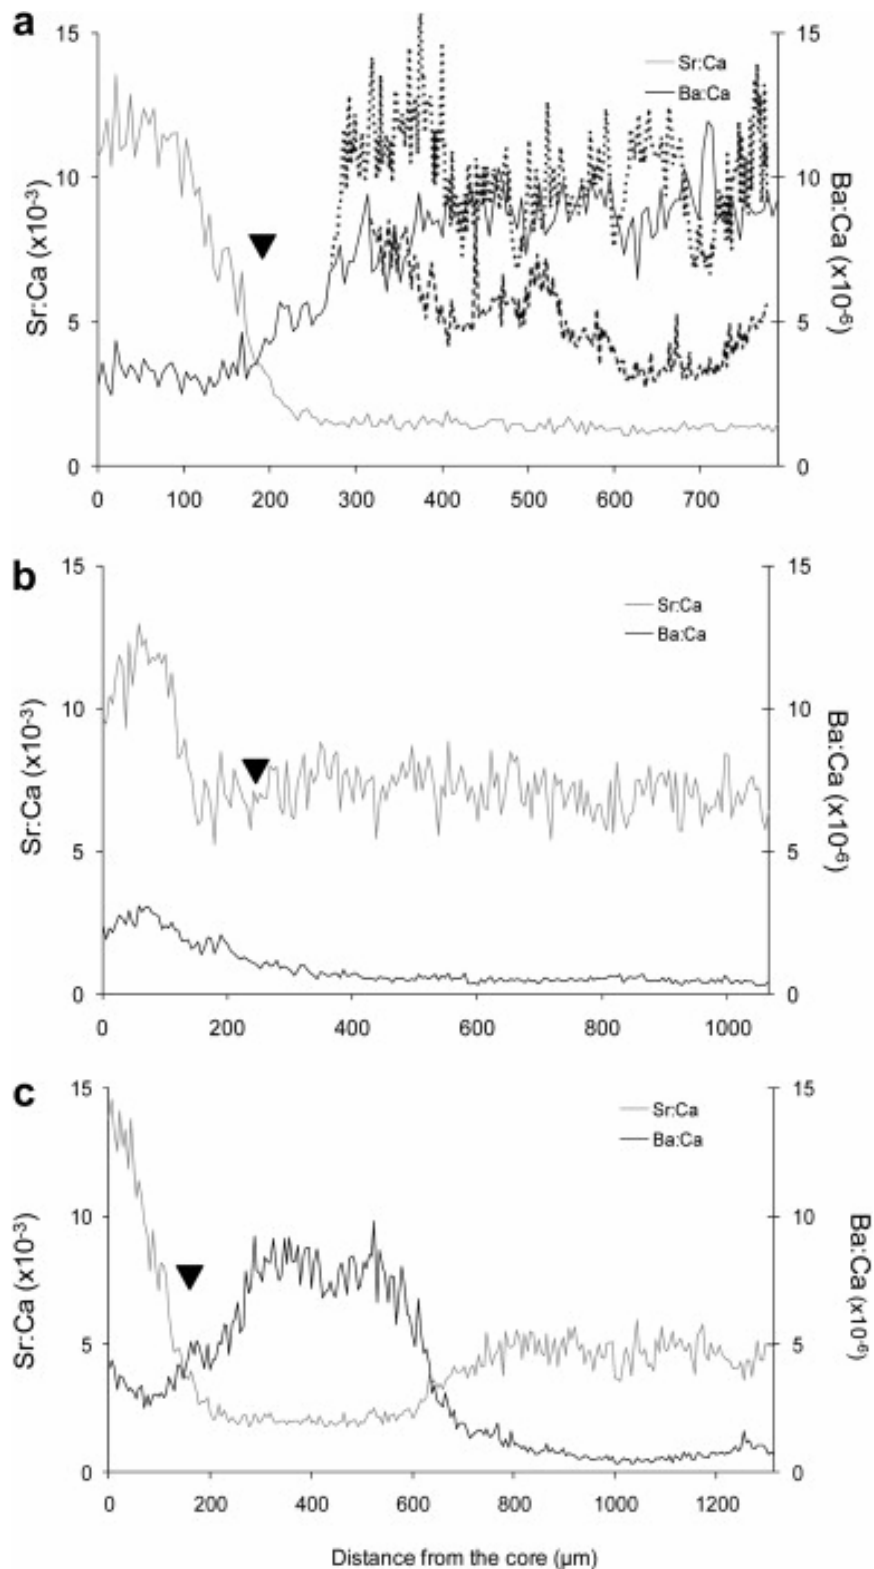 a
15
10
5
0
Sr:Ca (x10⁻³)
Sr:Ca
Ba:Ca
15
10
5
0
Ba:Ca (x10⁻⁶)
0 100 200 300 400 500 600 700
b
15
10
5
0
Sr:Ca (x10⁻³)
Sr:Ca
Ba:Ca
15
10
5
0
Ba:Ca (x10⁻⁶)
0 200 400 600 800 1000
c
15
10
5
0
Sr:Ca (x10⁻³)
Sr:Ca
Ba:Ca
15
10
5
0
Ba:Ca (x10⁻⁶)
0 200 400 600 800 1000 1200
Distance from the core (µm)